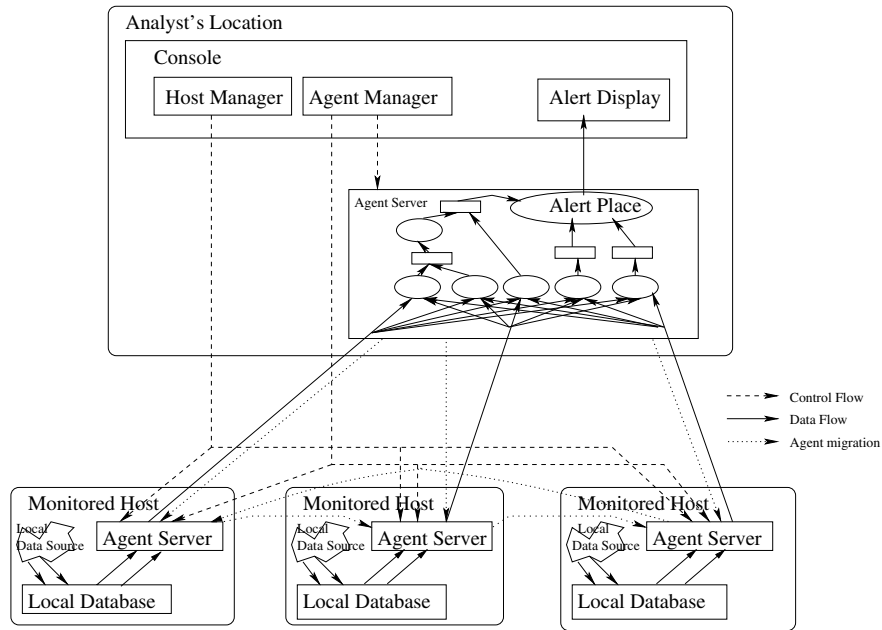 Analyst's Location
Console
Host Manager
Agent Manager
Alert Display
Agent Server
Alert Place
Control Flow
Data Flow
Agent migration
Monitored Host
Local
Data Source
Agent Server
Local Database
Monitored Host
Local
Data Source
Agent Server
Local Database
Monitored Host
Local
Data Source
Agent Server
Local Database